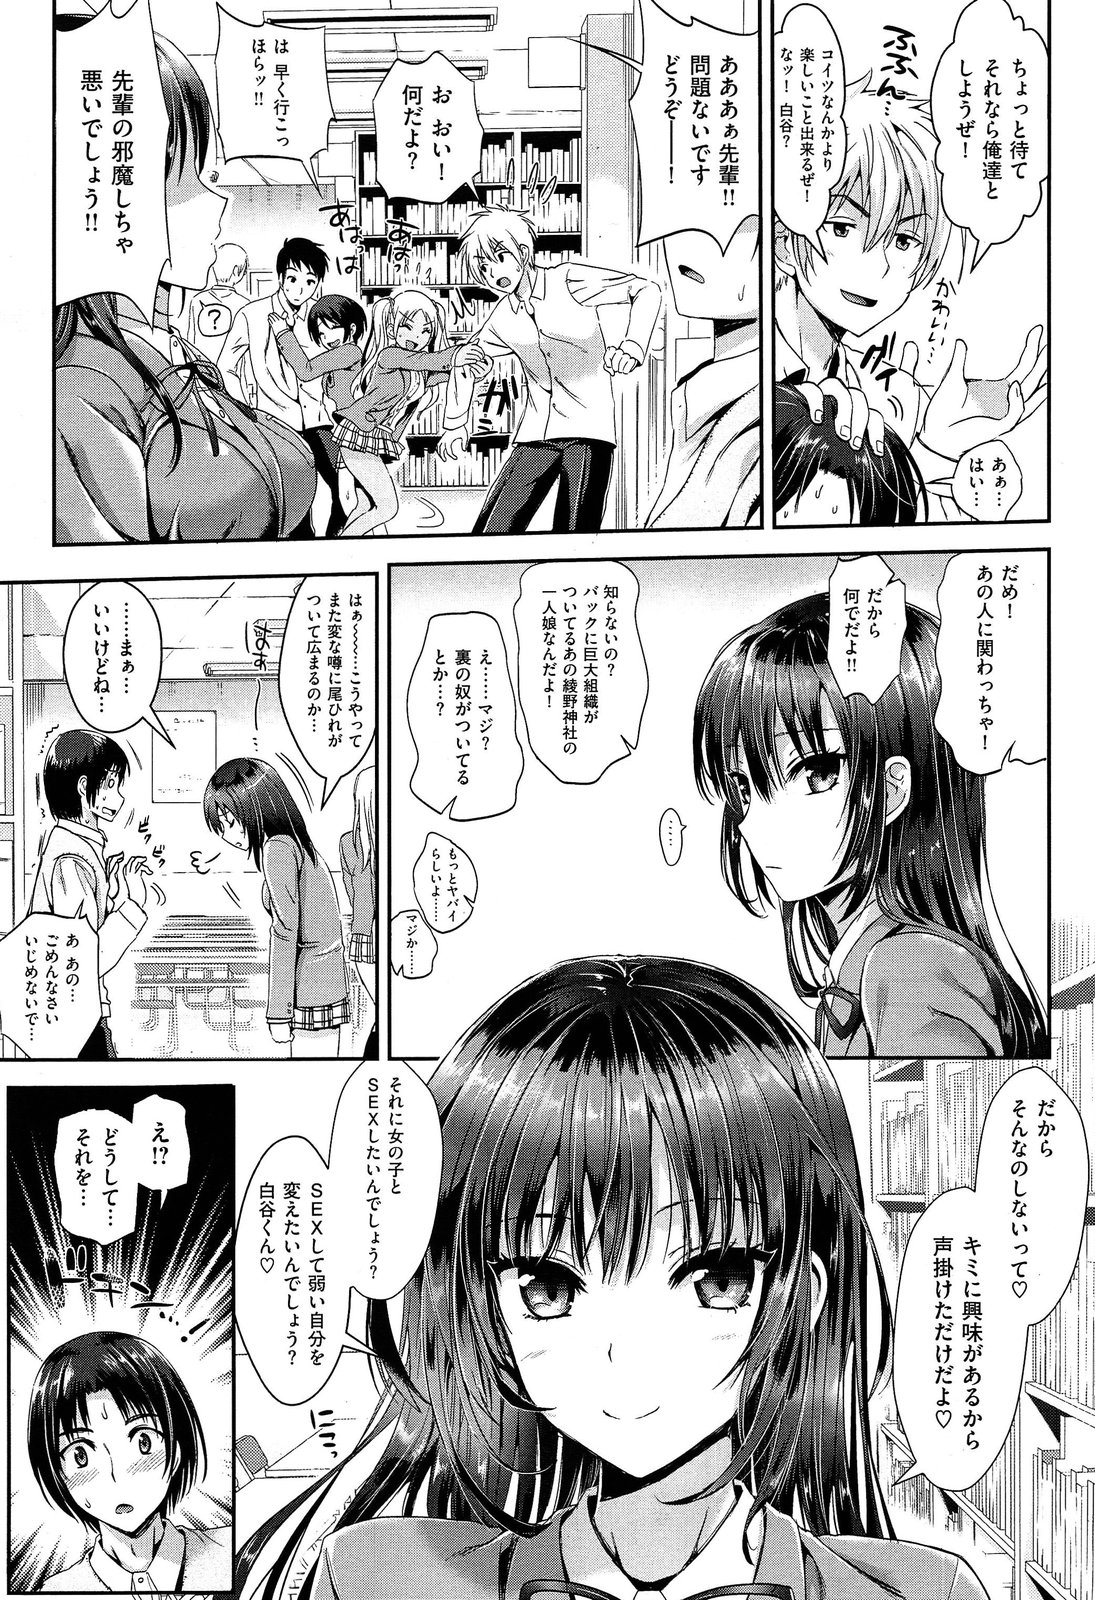 ちょっと待て
それなら俺達と
しようぜ!
コイツなんかより
楽しいこと出来るぜ!
なッ!白谷?
ふふん…
かわいい…
グイ
あぁ…
はい…
あああぁ先輩!!
問題ないです
どうぞ――!
お おい!
何だよ?
は 早く行こっ
ほらッ!!
先輩の邪魔しちゃ
悪いでしょう!!
?
あはっ
あはっは
だめ!
あの人に関わっちゃ!
だから
何でだよ!!
知らないの?
バックに巨大組織が
ついてるあの綾野神社の
一人娘なんだよ!
え……マジ?
裏の奴がついてる
とか…?
もっとヤバイ
らしいよ…
マジか…
……
はぁ〜〜〜…こうやって
また変な噂に尾ひれが
ついて広まるのか…
………まぁ…
いいけどね…
はぁ
ビクッ
あ あの…
ごめんなさい
いじめないで…
だから
そんなのしないって♡
キミに興味があるから
声掛けただけだよ♡
それに女の子と
SEXしたいんでしょう?
SEXして弱い自分を
変えたいんでしょう?
白谷くん♡
にこっ
え!?
どうして…
それを…
…!